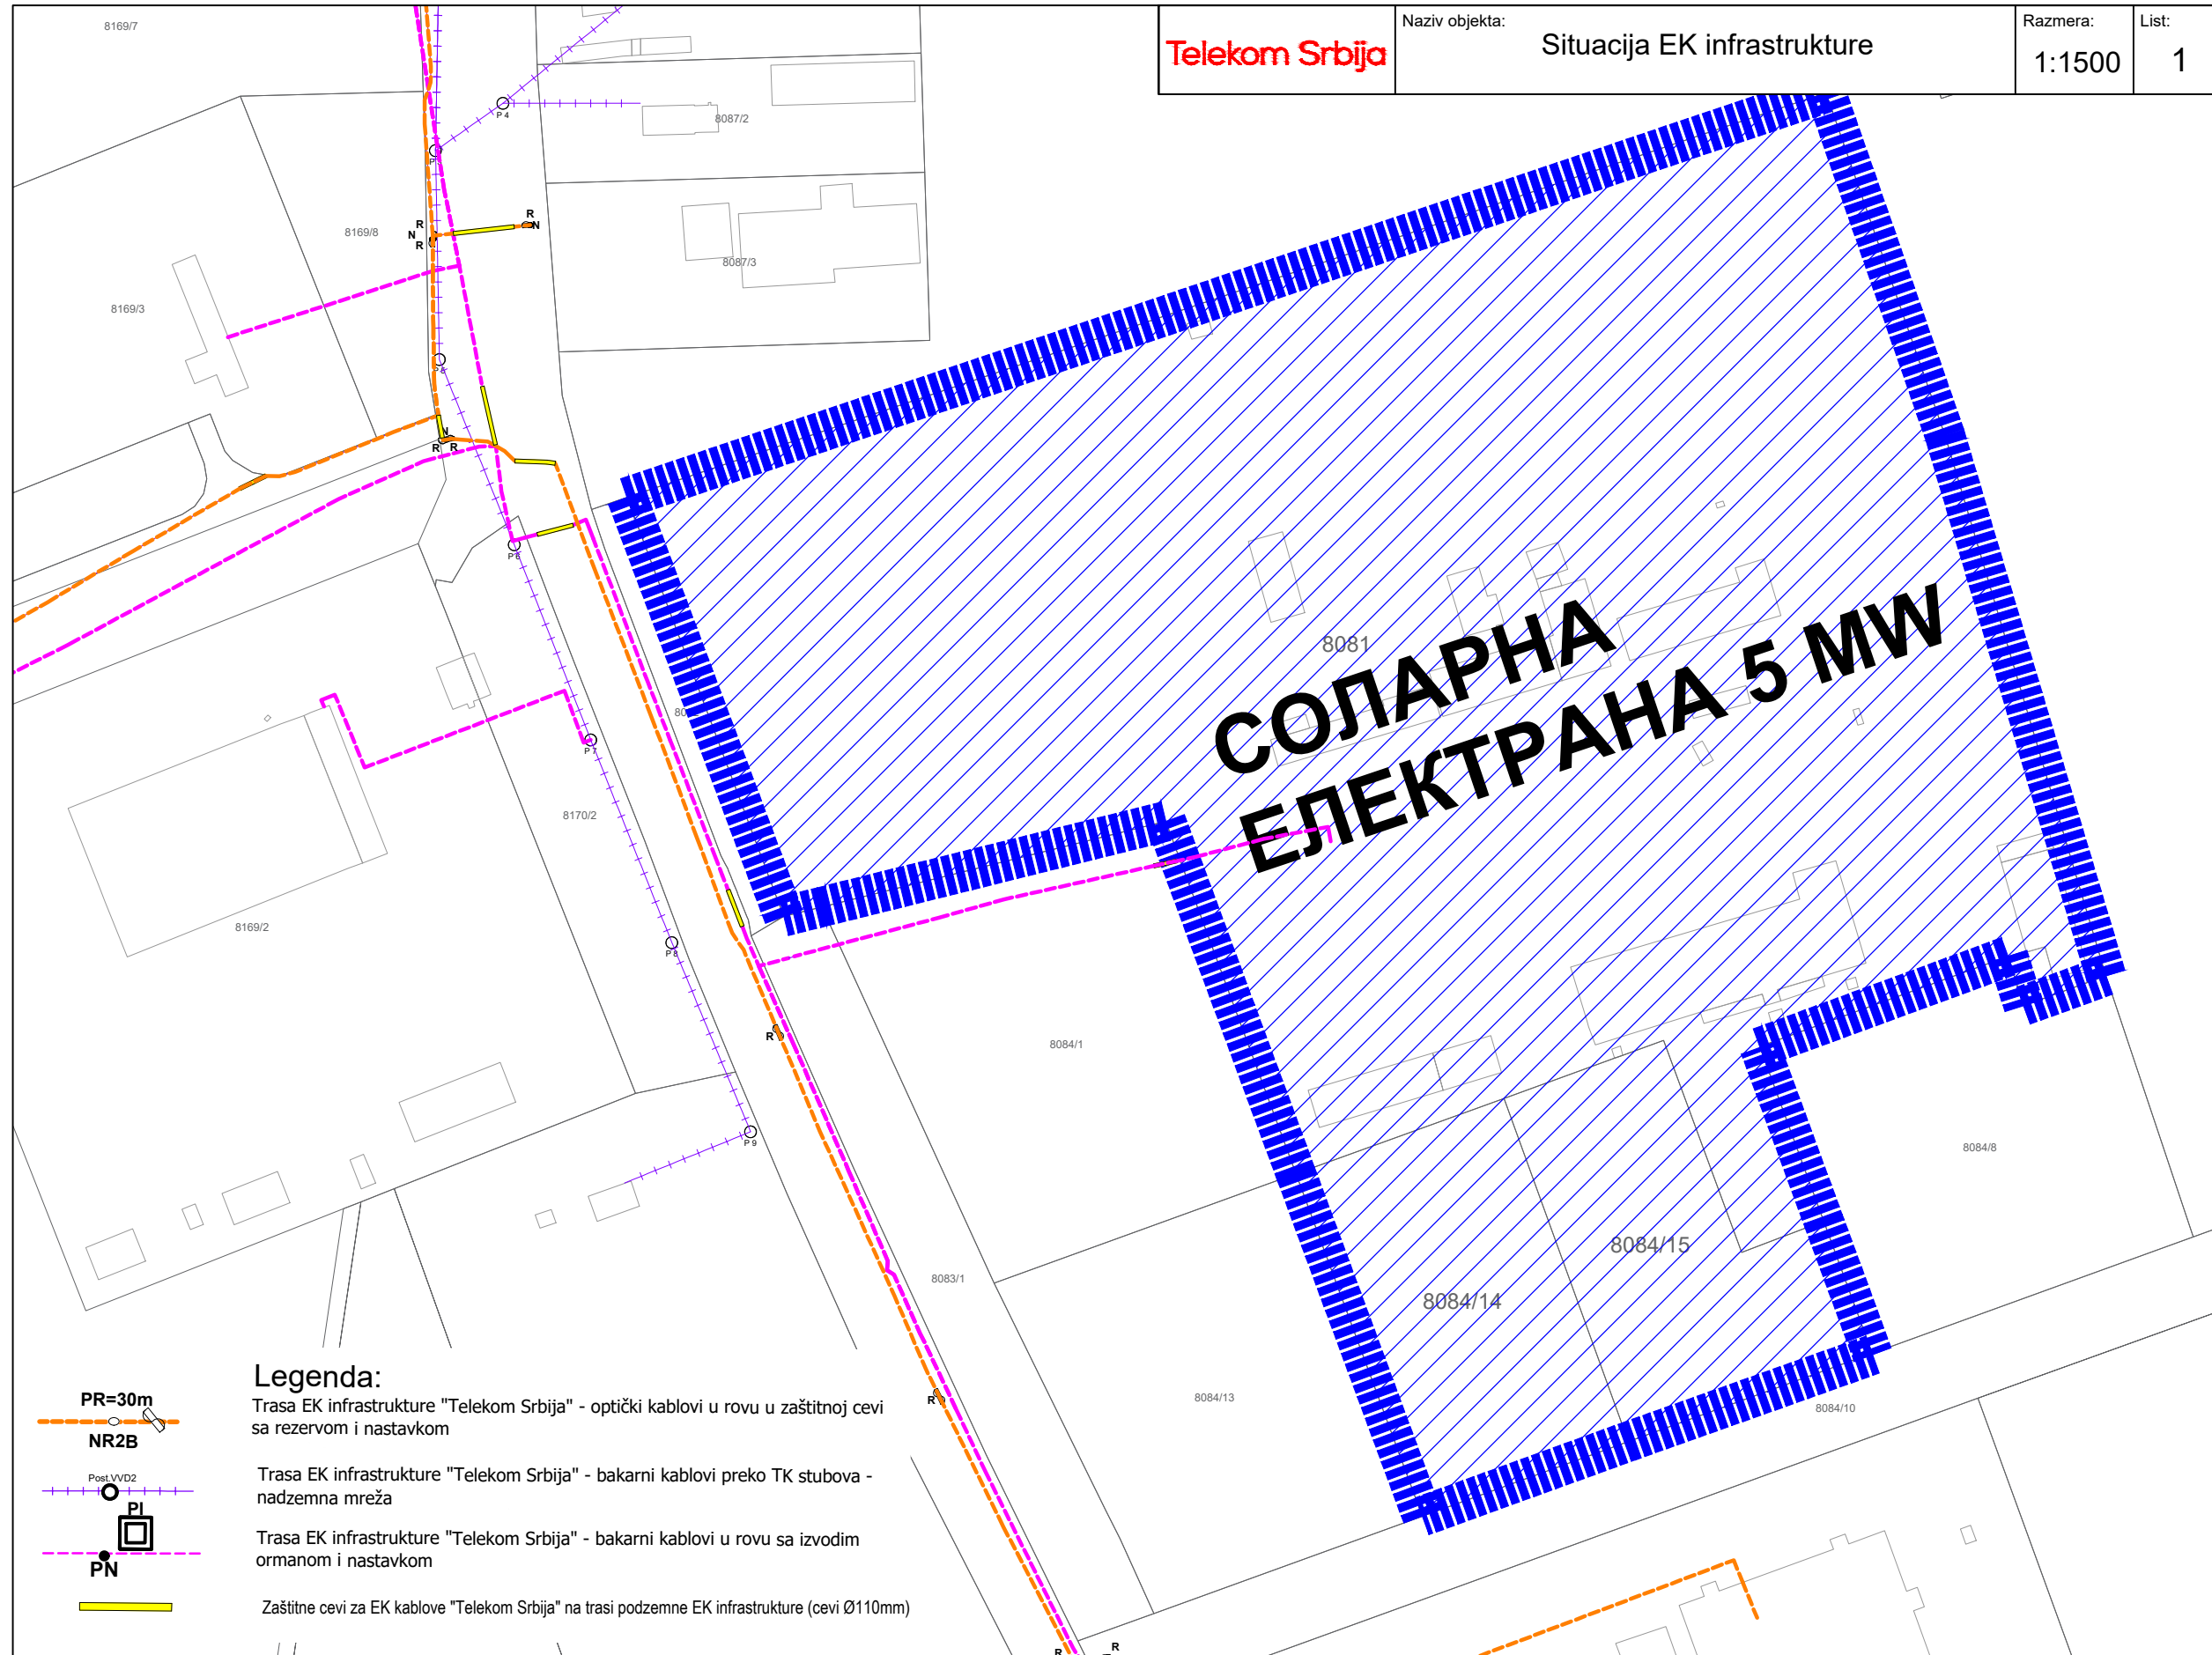 8169/7
Telekom Srbija
Naziv objekta:
Situacija EK infrastrukture
Razmera:
1:1500
List:
1
P 4
8087/2
P
R
N
R
R
N
8169/8
8087/3
8169/3
N
R
R
P 6
8081
СОЛАРНА
ЕЛЕКТРАНА 5 MW
P 7
8170/2
8169/2
P 8
R
8084/1
P 9
8084/8
8084/15
8083/1
8084/14
8084/13
8084/10
R
R
R
Legenda:
PR=30m
NR2B
Trasa EK infrastrukture "Telekom Srbija" - optički kablovi u rovu u zaštitnoj cevi
sa rezervom i nastavkom
Post.VVD2
Trasa EK infrastrukture "Telekom Srbija" - bakarni kablovi preko TK stubova -
nadzemna mreža
PI
PN
Trasa EK infrastrukture "Telekom Srbija" - bakarni kablovi u rovu sa izvodim
ormanom i nastavkom
Zaštitne cevi za EK kablove "Telekom Srbija" na trasi podzemne EK infrastrukture (cevi Ø110mm)